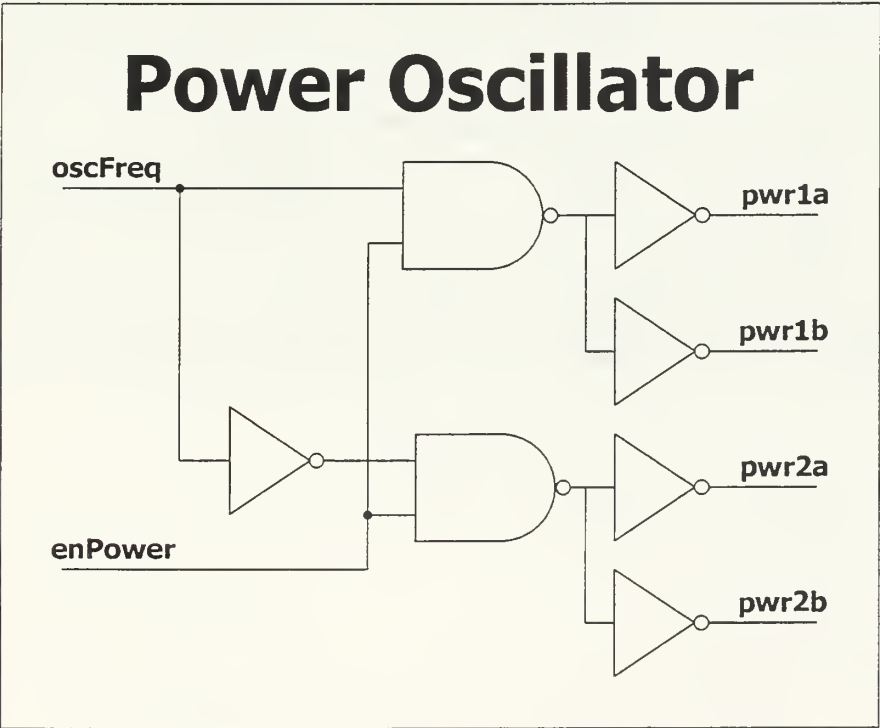 Power Oscillator
oscFreq
pwr1a
pwr1b
pwr2a
enPower
pwr2b